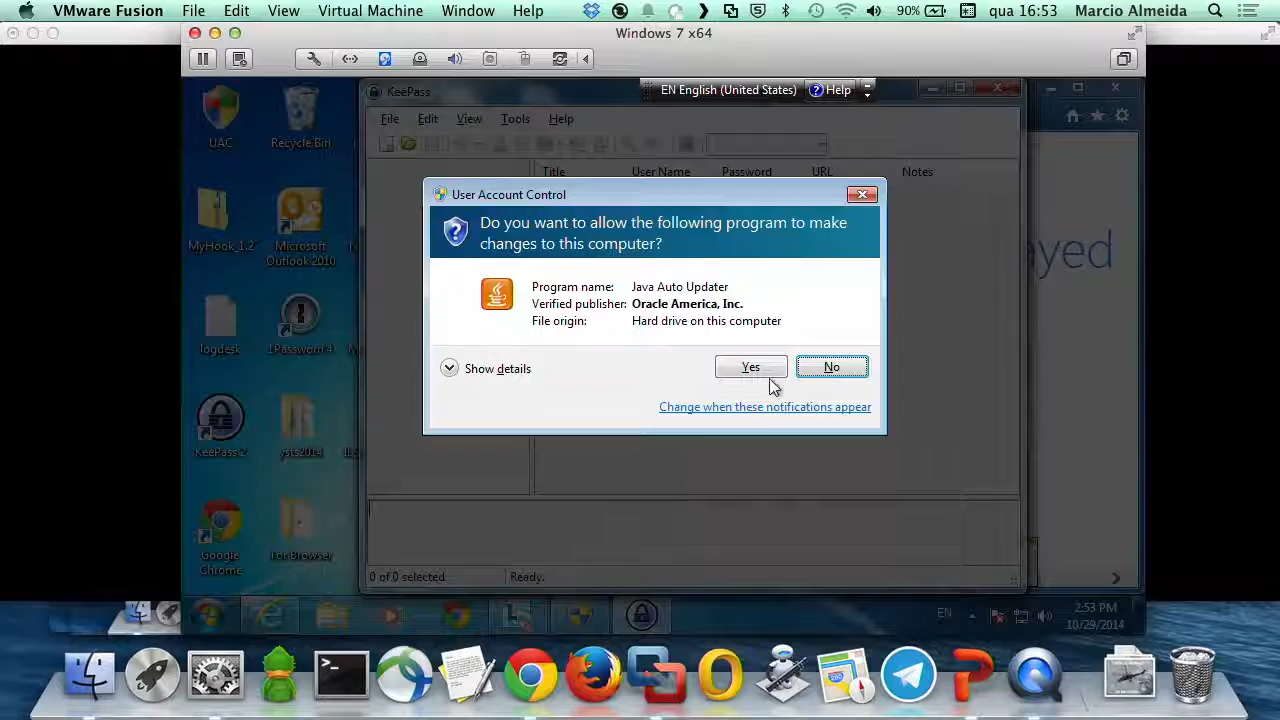 VMware Fusion File Edit View Virtual Machine Window Help 90% qua 16:53 Marcio Almeida
Windows 7 x64
KeePass
EN English (United States) Help
File Edit View Tools Help
UAC
Recycle Bin
Title User Name Password URL Notes
User Account Control
Do you want to allow the following program to make
changes to this computer?
ayed
MyHook_1.2
Microsoft
Outlook 2010
Program name: Java Auto Updater
Verified publisher: Oracle America, Inc.
File origin: Hard drive on this computer
logdesk
1Password 4
Show details
Yes
No
Change when these notifications appear
KeePass 2
ysts2014
Google
Chrome
Tor Browser
0 of 0 selected Ready.
EN
2:53 PM
10/29/2014